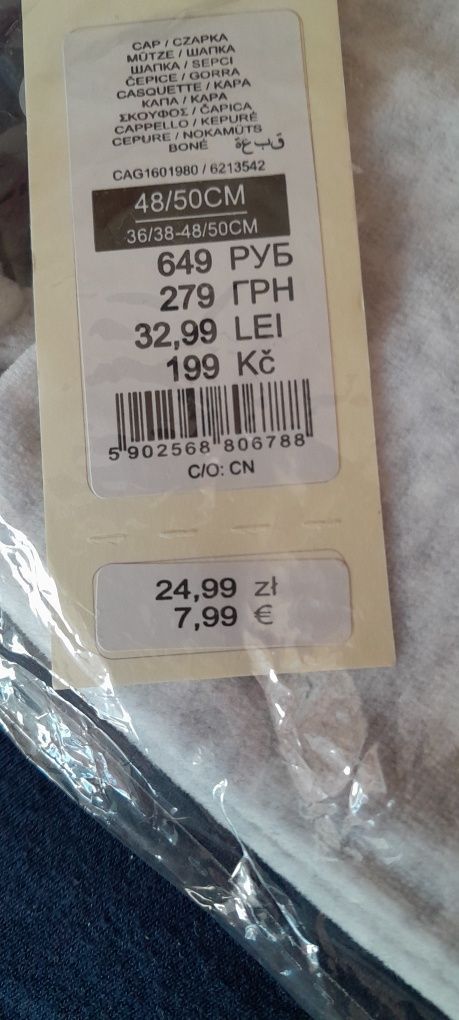 CAP / CZAPKA
MÜTZE / ШАПКА
ШАПКА / SEPCI
ČEPICE / GORRA
CASQUETTE / KAPA
КАПА / КАРА
ΣΚΟΥΦΟΣ / ČAPICA
CAPPELLO / KEPURĖ
CEPURE / NOKAMÜTS
BONÉ / قبعة
CAG1601980 / 6213542
48/50CM
36/38-48/50CM
649 РУБ
279 ГРН
32,99 LEI
199 Kč
5 902568 806788
C/O: CN
24,99 zł
7,99 €